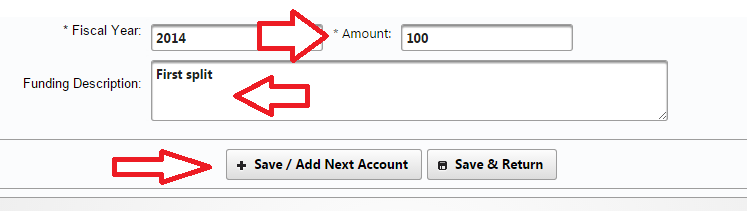 * Fiscal Year: 2014 * Amount: 100
Funding Description: First split
+ Save / Add Next Account Save & Return